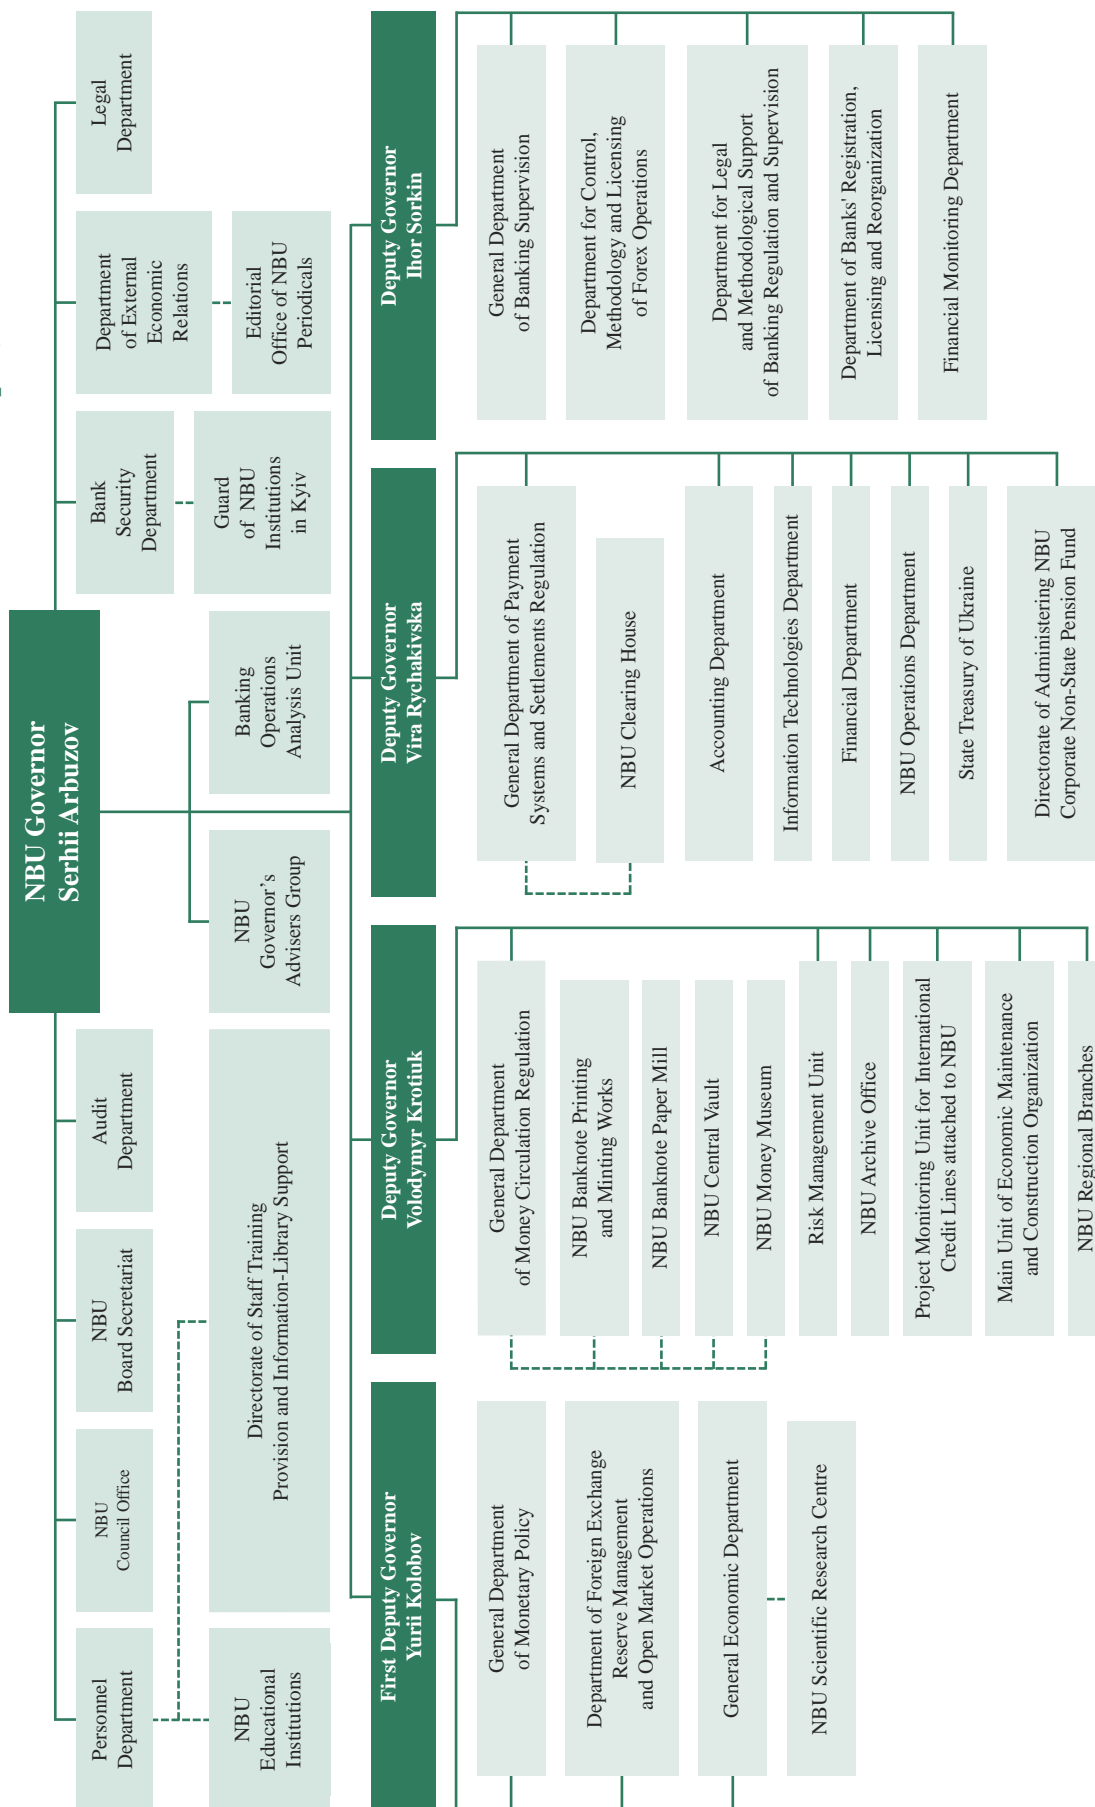 NBU Governor
Serhii Arbuzov
Personnel
Department
NBU
Council Office
NBU
Board Secretariat
Audit
Department
Bank
Security
Department
Department
of External
Economic
Relations
Legal
Department
NBU
Educational
Institutions
Directorate of Staff Training
Provision and Information-Library Support
NBU
Governor's
Advisers Group
Banking
Operations
Analysis Unit
Guard
of NBU
Institutions
in Kyiv
Editorial
Office of NBU
Periodicals
First Deputy Governor
Yurii Kolobov
General Department
of Monetary Policy
Department of Foreign Exchange
Reserve Management
and Open Market Operations
General Economic Department
NBU Scientific Research Centre
Deputy Governor
Volodymyr Krotiuk
General Department
of Money Circulation Regulation
NBU Banknote Printing
and Minting Works
NBU Banknote Paper Mill
NBU Central Vault
NBU Money Museum
Risk Management Unit
NBU Archive Office
Project Monitoring Unit for International
Credit Lines attached to NBU
Main Unit of Economic Maintenance
and Construction Organization
NBU Regional Branches
Deputy Governor
Vira Rychakivska
General Department of Payment
Systems and Settlements Regulation
NBU Clearing House
Accounting Department
Information Technologies Department
Financial Department
NBU Operations Department
State Treasury of Ukraine
Directorate of Administering NBU
Corporate Non-State Pension Fund
Deputy Governor
Ihor Sorkin
General Department
of Banking Supervision
Department for Control,
Methodology and Licensing
of Forex Operations
Department for Legal
and Methodological Support
of Banking Regulation and Supervision
Department of Banks' Registration,
Licensing and Reorganization
Financial Monitoring Department